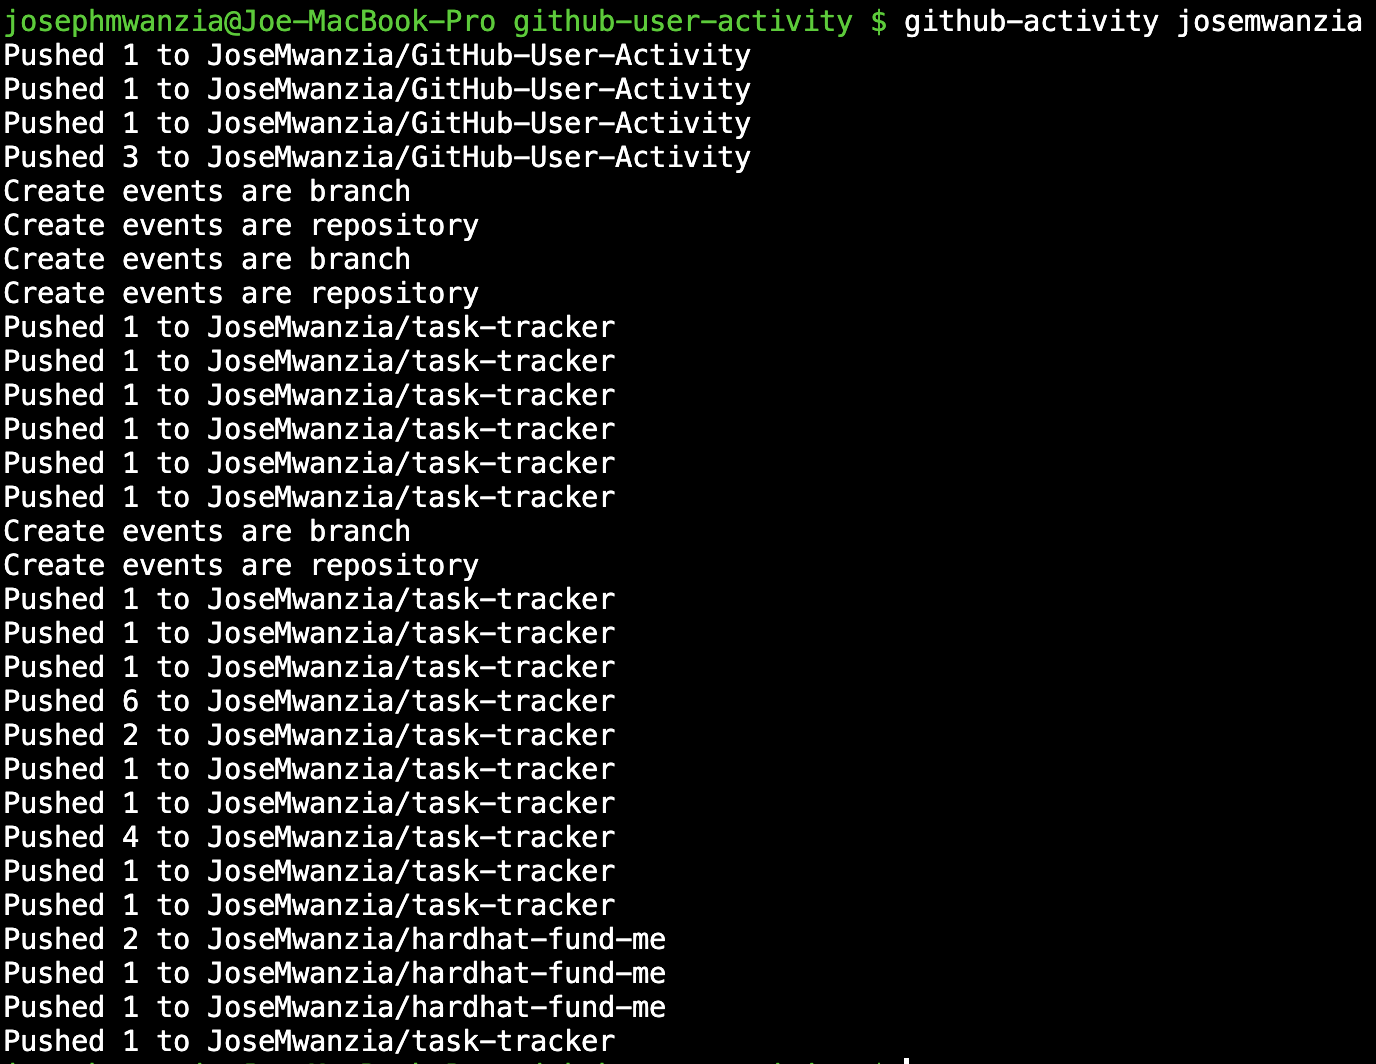 josephmwanzia@Joe-MacBook-Pro github-user-activity $ github-activity josemwanzia
Pushed 1 to JoseMwanzia/GitHub-User-Activity
Pushed 1 to JoseMwanzia/GitHub-User-Activity
Pushed 1 to JoseMwanzia/GitHub-User-Activity
Pushed 3 to JoseMwanzia/GitHub-User-Activity
Create events are branch
Create events are repository
Create events are branch
Create events are repository
Pushed 1 to JoseMwanzia/task-tracker
Pushed 1 to JoseMwanzia/task-tracker
Pushed 1 to JoseMwanzia/task-tracker
Pushed 1 to JoseMwanzia/task-tracker
Pushed 1 to JoseMwanzia/task-tracker
Pushed 1 to JoseMwanzia/task-tracker
Create events are branch
Create events are repository
Pushed 1 to JoseMwanzia/task-tracker
Pushed 1 to JoseMwanzia/task-tracker
Pushed 1 to JoseMwanzia/task-tracker
Pushed 6 to JoseMwanzia/task-tracker
Pushed 2 to JoseMwanzia/task-tracker
Pushed 1 to JoseMwanzia/task-tracker
Pushed 1 to JoseMwanzia/task-tracker
Pushed 4 to JoseMwanzia/task-tracker
Pushed 1 to JoseMwanzia/task-tracker
Pushed 1 to JoseMwanzia/task-tracker
Pushed 2 to JoseMwanzia/hardhat-fund-me
Pushed 1 to JoseMwanzia/hardhat-fund-me
Pushed 1 to JoseMwanzia/hardhat-fund-me
Pushed 1 to JoseMwanzia/task-tracker